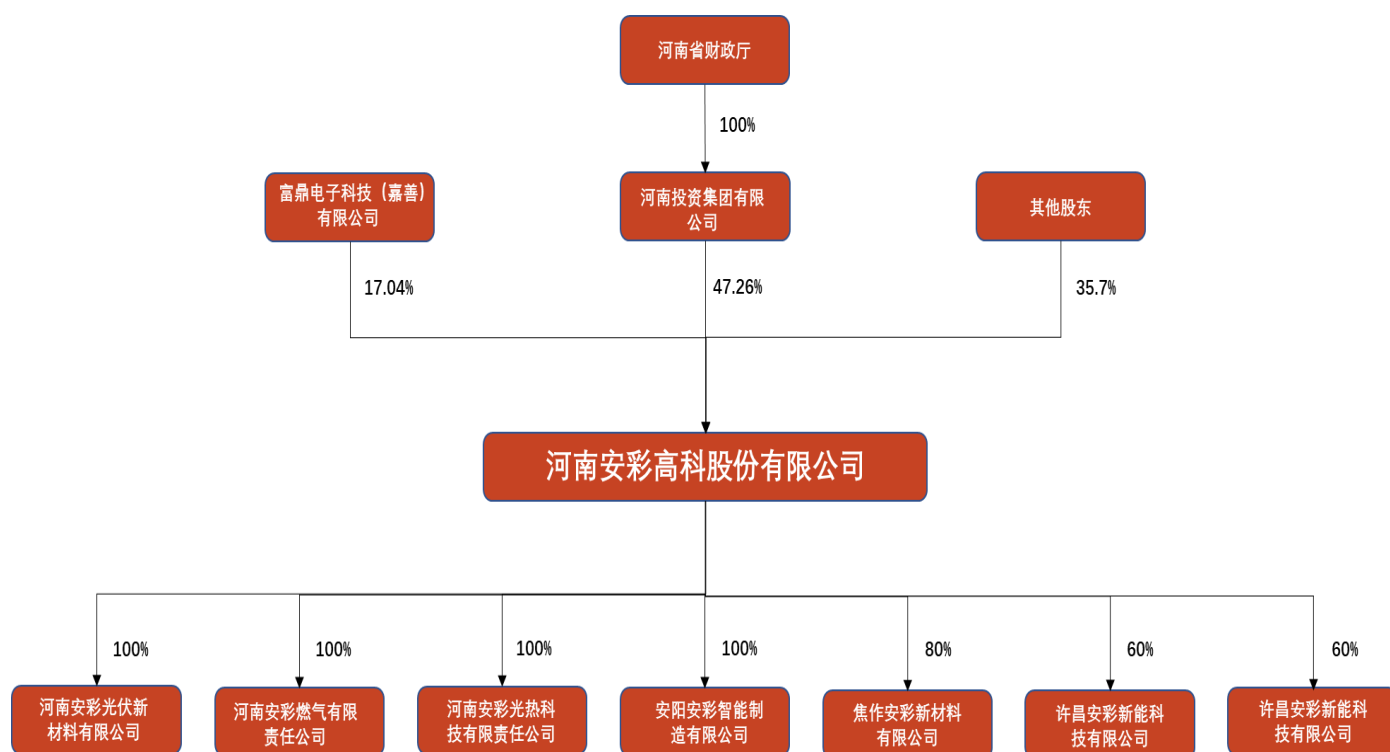 河南省财政厅
100%
富鼎电子科技（嘉善）
有限公司
河南投资集团有限
公司
其他股东
17.04%
47.26%
35.7%
河南安彩高科股份有限公司
100%
100%
100%
100%
80%
60%
60%
河南安彩光伏新
材料有限公司
河南安彩燃气有限
责任公司
河南安彩光热科
技有限责任公司
安阳安彩智能制
造有限公司
焦作安彩新材料
有限公司
许昌安彩新能科
技有限公司
许昌安彩新能科
技有限公司